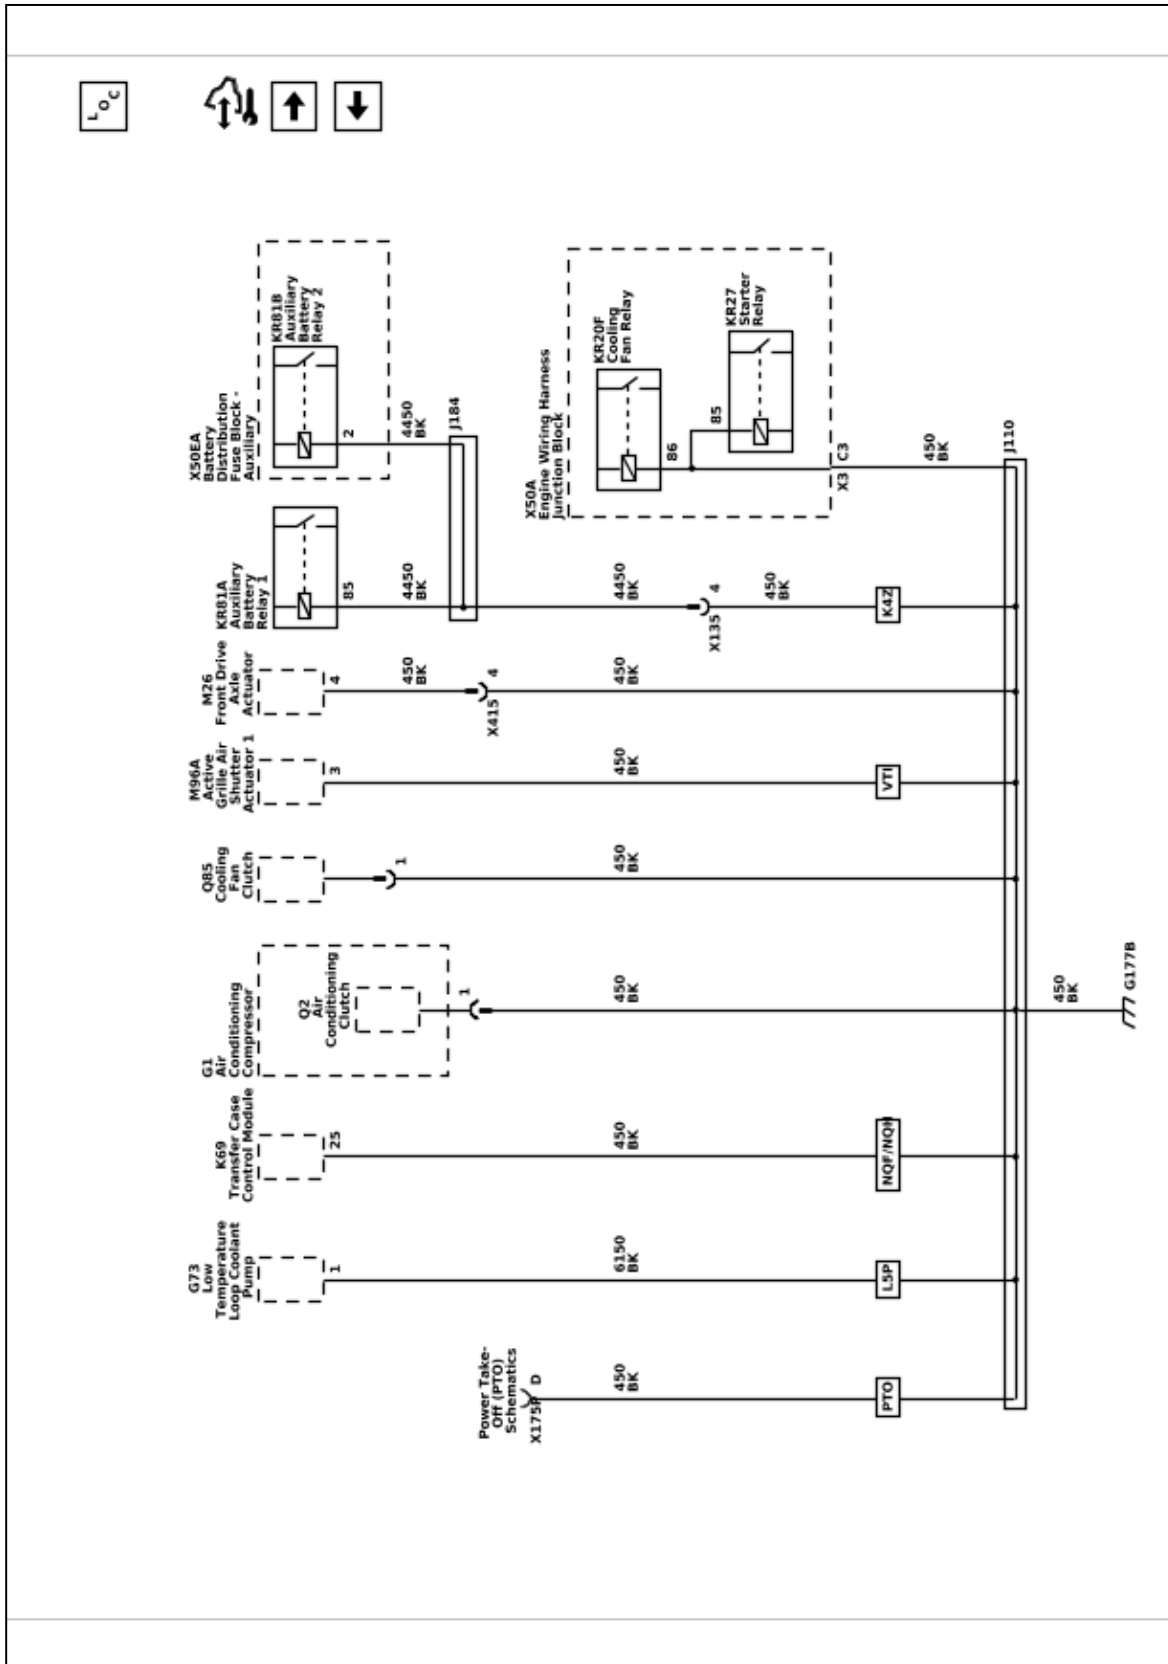 LOC
Power Take-
Off (PTO)
Schematics
X175P
D
450
BK
PTO
G73
Low
Temperature
Loop Coolant
Pump
1
6150
BK
L5P
K69
Transfer Case
Control Module
25
450
BK
NQF/NQH
G1
Air
Conditioning
Compressor
Q2
Air
Conditioning
Clutch
1
450
BK
450
BK
G177B
Q85
Cooling
Fan
Clutch
1
450
BK
M96A
Active
Grille Air
Shutter
Actuator 1
3
450
BK
VTI
M26
Front Drive
Axle
Actuator
4
450
BK
X415
4
450
BK
KR81A
Auxiliary
Battery
Relay 1
85
4450
BK
4450
BK
X135
4
450
BK
K4Z
X50EA
Battery
Distribution
Fuse Block -
Auxiliary
KR81B
Auxiliary
Battery
Relay 2
2
4450
BK
J184
X50A
Engine Wiring Harness
Junction Block
KR20F
Cooling
Fan Relay
86
KR27
Starter
Relay
85
X3
C3
450
BK
J110